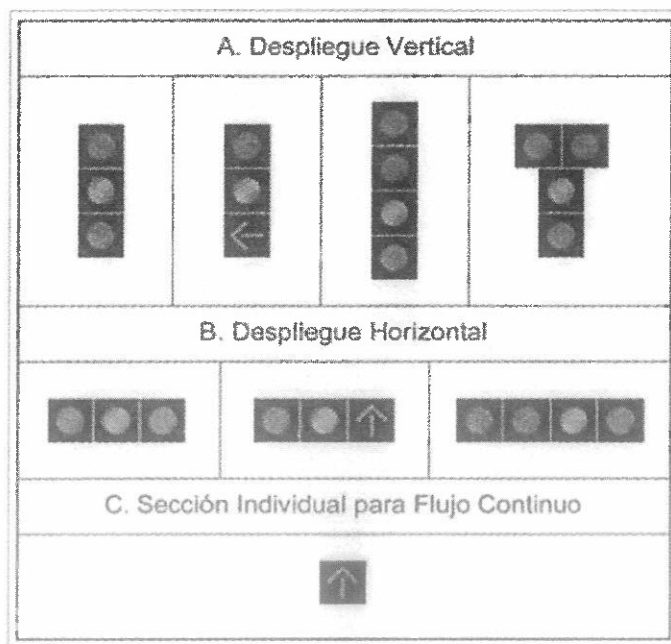 A. Despliegue Vertical
B. Despliegue Horizontal
C. Sección Individual para Flujo Continuo